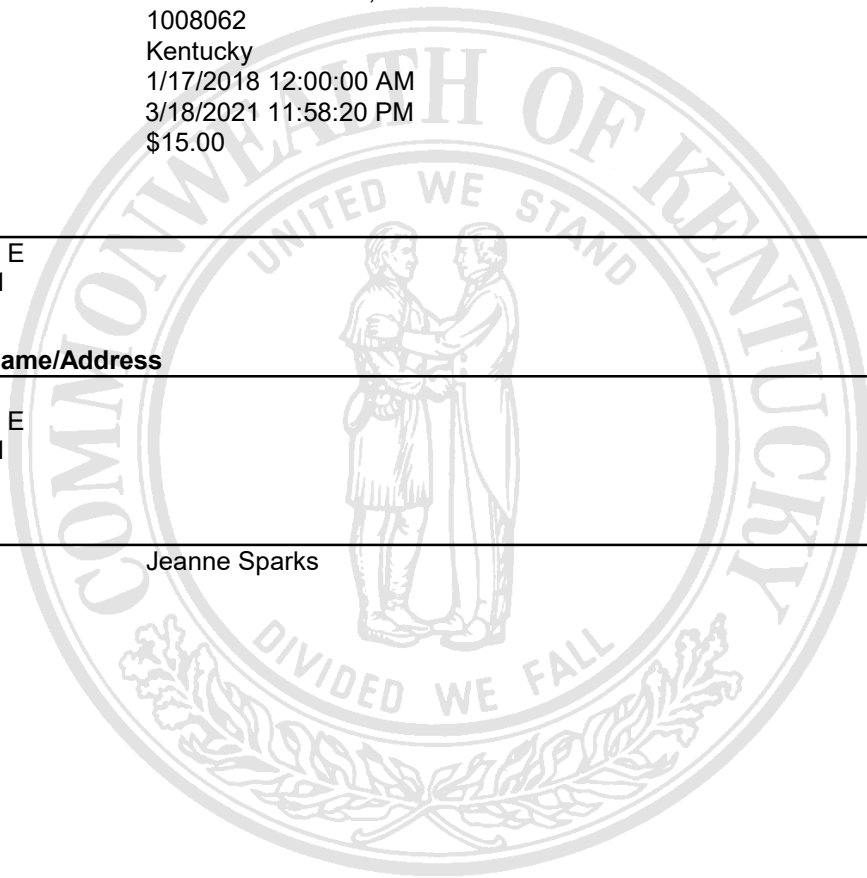 1008062
Kentucky
1/17/2018 12:00:00 AM
3/18/2021 11:58:20 PM
$15.00
COMMONWEALTH OF KENTUCKY
UNITED WE STAND
E
ame/Address
E
Jeanne Sparks
DIVIDED WE FALL